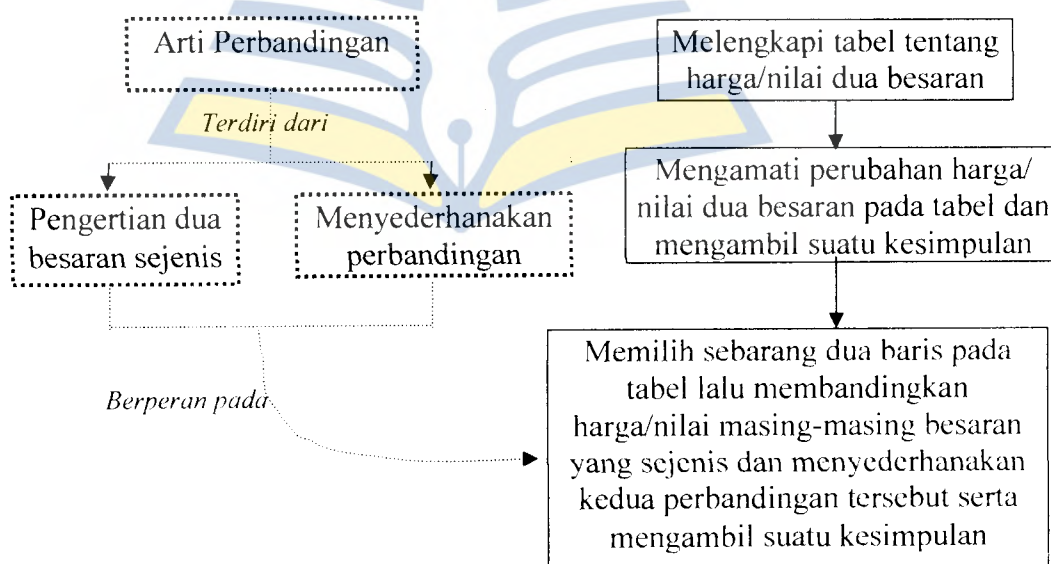 Arti Perbandingan
Terdiri dari
Pengertian dua
besaran sejenis
Menyederhanakan
perbandingan
Berperan pada
Melengkapi tabel tentang
harga/nilai dua besaran
Mengamati perubahan harga/
nilai dua besaran pada tabel dan
mengambil suatu kesimpulan
Memilih sebarang dua baris pada
tabel lalu membandingkan
harga/nilai masing-masing besaran
yang sejenis dan menyederhanakan
kedua perbandingan tersebut serta
mengambil suatu kesimpulan